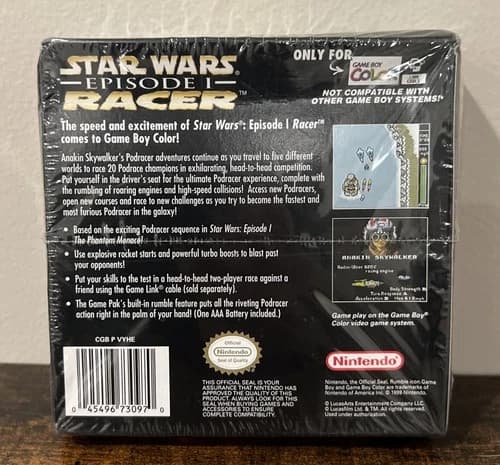 STAR WARS
EPISODE I
RACER™
ONLY FOR
GAME BOY
COLOR
NOT COMPATIBLE WITH
OTHER GAME BOY SYSTEMS!
The speed and excitement of Star Wars: Episode I Racer™
comes to Game Boy Color!
Anakin Skywalker's Podracer adventures continue as you travel to five different
worlds to race 20 Podrace champions in exhilarating, head-to-head competition.
Put yourself in the driver's seat for the ultimate Podracer experience, complete with
the rumbling of roaring engines and high-speed collisions! Access new Podracers,
open new courses and race to new challenges as you try to become the fastest and
most furious Podracer in the galaxy!
• Based on the exciting Podracer sequence in Star Wars: Episode I
The Phantom Menace!
• Use explosive rocket starts and powerful turbo boosts to blast past
your opponents!
• Put your skills to the test in a head-to-head two-player race against a
friend using the Game Link® cable (sold separately).
• The Game Pak's built-in rumble feature puts all the riveting Podracer
action right in the palm of your hand! (One AAA Battery included.)
ANAKIN SKYWALKER
racing engine
Body Strength
Turn Response
Acceleration
Game play on the Game Boy®
Color video game system.
CGB P VYHE
0 45496 73097 0
Official
Nintendo
Seal of Quality
THIS OFFICIAL SEAL IS YOUR
ASSURANCE THAT NINTENDO HAS
APPROVED THE QUALITY OF THIS
PRODUCT. ALWAYS LOOK FOR THIS
SEAL WHEN BUYING GAMES AND
ACCESSORIES TO ENSURE
COMPLETE COMPATIBILITY.
Nintendo
Nintendo, the Official Seal, Rumble icon, Game
Boy and Game Boy Color are trademarks of
Nintendo of America Inc. © 1999 Nintendo.
© LucasArts Entertainment Company LLC.
© Lucasfilm Ltd. & TM. All rights reserved.
Used under authorization.